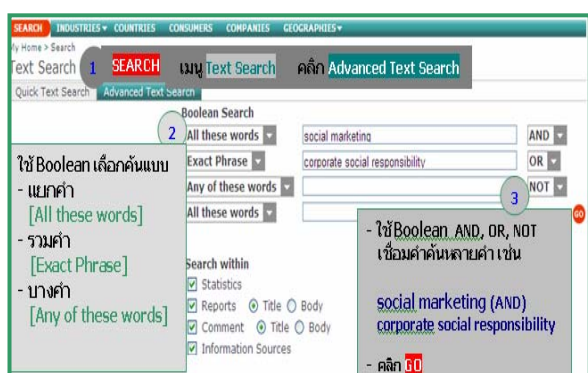 SEARCH INDUSTRIES COUNTRIES CONSUMERS COMPANIES GEOGRAPHIES
My Home > Search
Text Search
1 SEARCH เมนู Text Search คลิก Advanced Text Search
Quick Text Search Advanced Text Search
Boolean Search
2
All these words social marketing AND
Exact Phrase corporate social responsibility OR
Any of these words NOT
All these words GO
ใช้ Boolean เลือกค้นแบบ
- แยกคำ
[All these words]
- รวมคำ
[Exact Phrase]
- บางคำ
[Any of these words]
Search within
Statistics
Reports Title Body
Comment Title Body
Information Sources
3
- ใช้ Boolean AND, OR, NOT
เชื่อมคำค้นหลายคำ เช่น
social marketing (AND)
corporate social responsibility
- คลิก GO